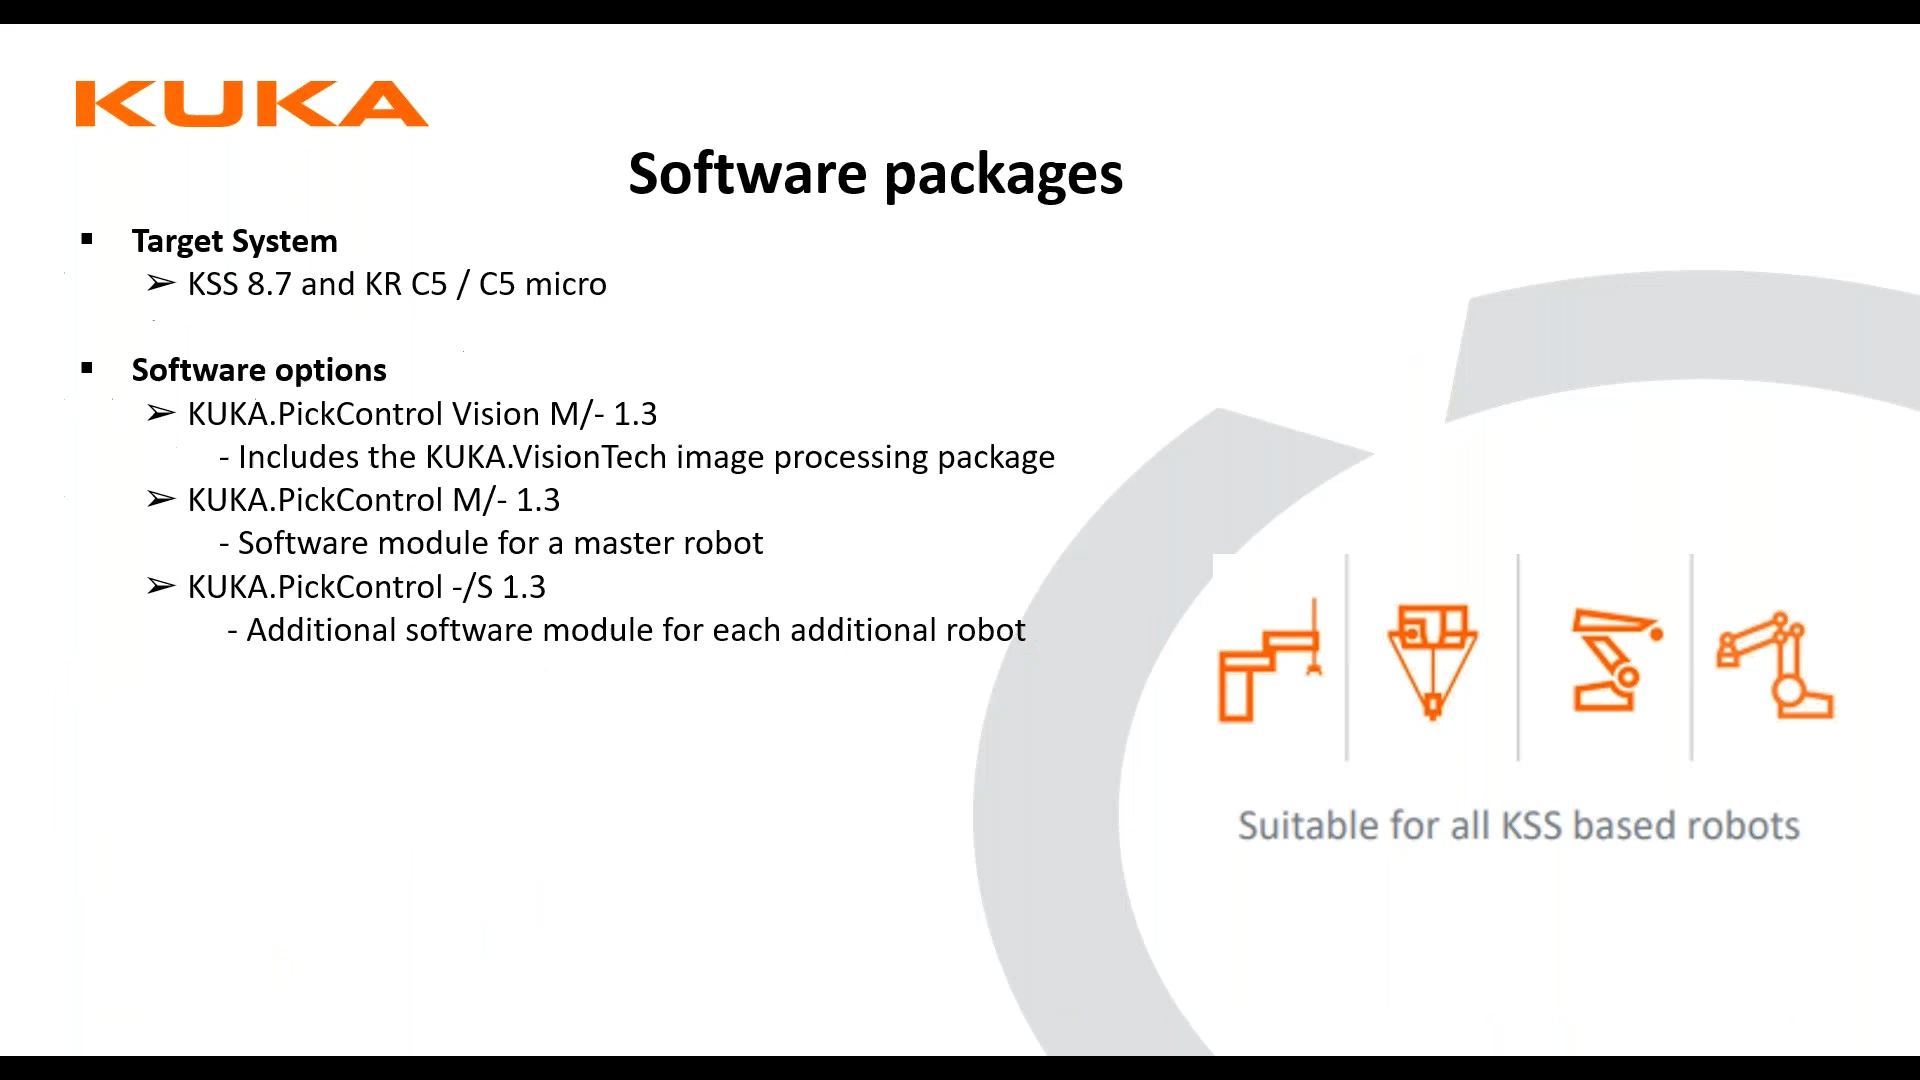 KUKA
Software packages
▪ Target System
➢ KSS 8.7 and KR C5 / C5 micro
▪ Software options
➢ KUKA.PickControl Vision M/- 1.3
- Includes the KUKA.VisionTech image processing package
➢ KUKA.PickControl M/- 1.3
- Software module for a master robot
➢ KUKA.PickControl -/S 1.3
- Additional software module for each additional robot
Suitable for all KSS based robots